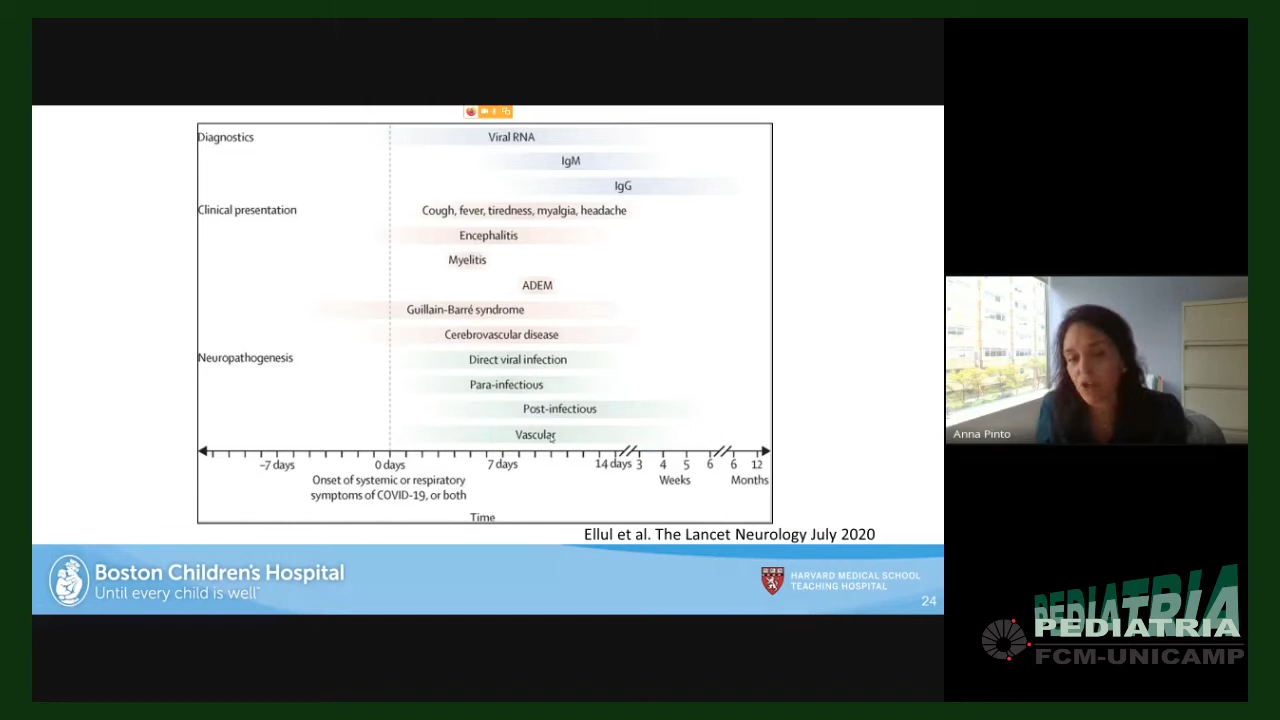 Diagnostics
Viral RNA
IgM
IgG
Clinical presentation
Cough, fever, tiredness, myalgia, headache
Encephalitis
Myelitis
ADEM
Guillain-Barré syndrome
Cerebrovascular disease
Neuropathogenesis
Direct viral infection
Para-infectious
Post-infectious
Vascular
−7 days 0 days 7 days 14 days 3 4 5 6 6 12
Onset of systemic or respiratory
symptoms of COVID-19, or both
Weeks Months
Time
Ellul et al. The Lancet Neurology July 2020
Boston Children's Hospital
Until every child is well
HARVARD MEDICAL SCHOOL
TEACHING HOSPITAL
24
Anna Pinto
PEDIATRIA
PEDIATRIA
FCM-UNICAMP